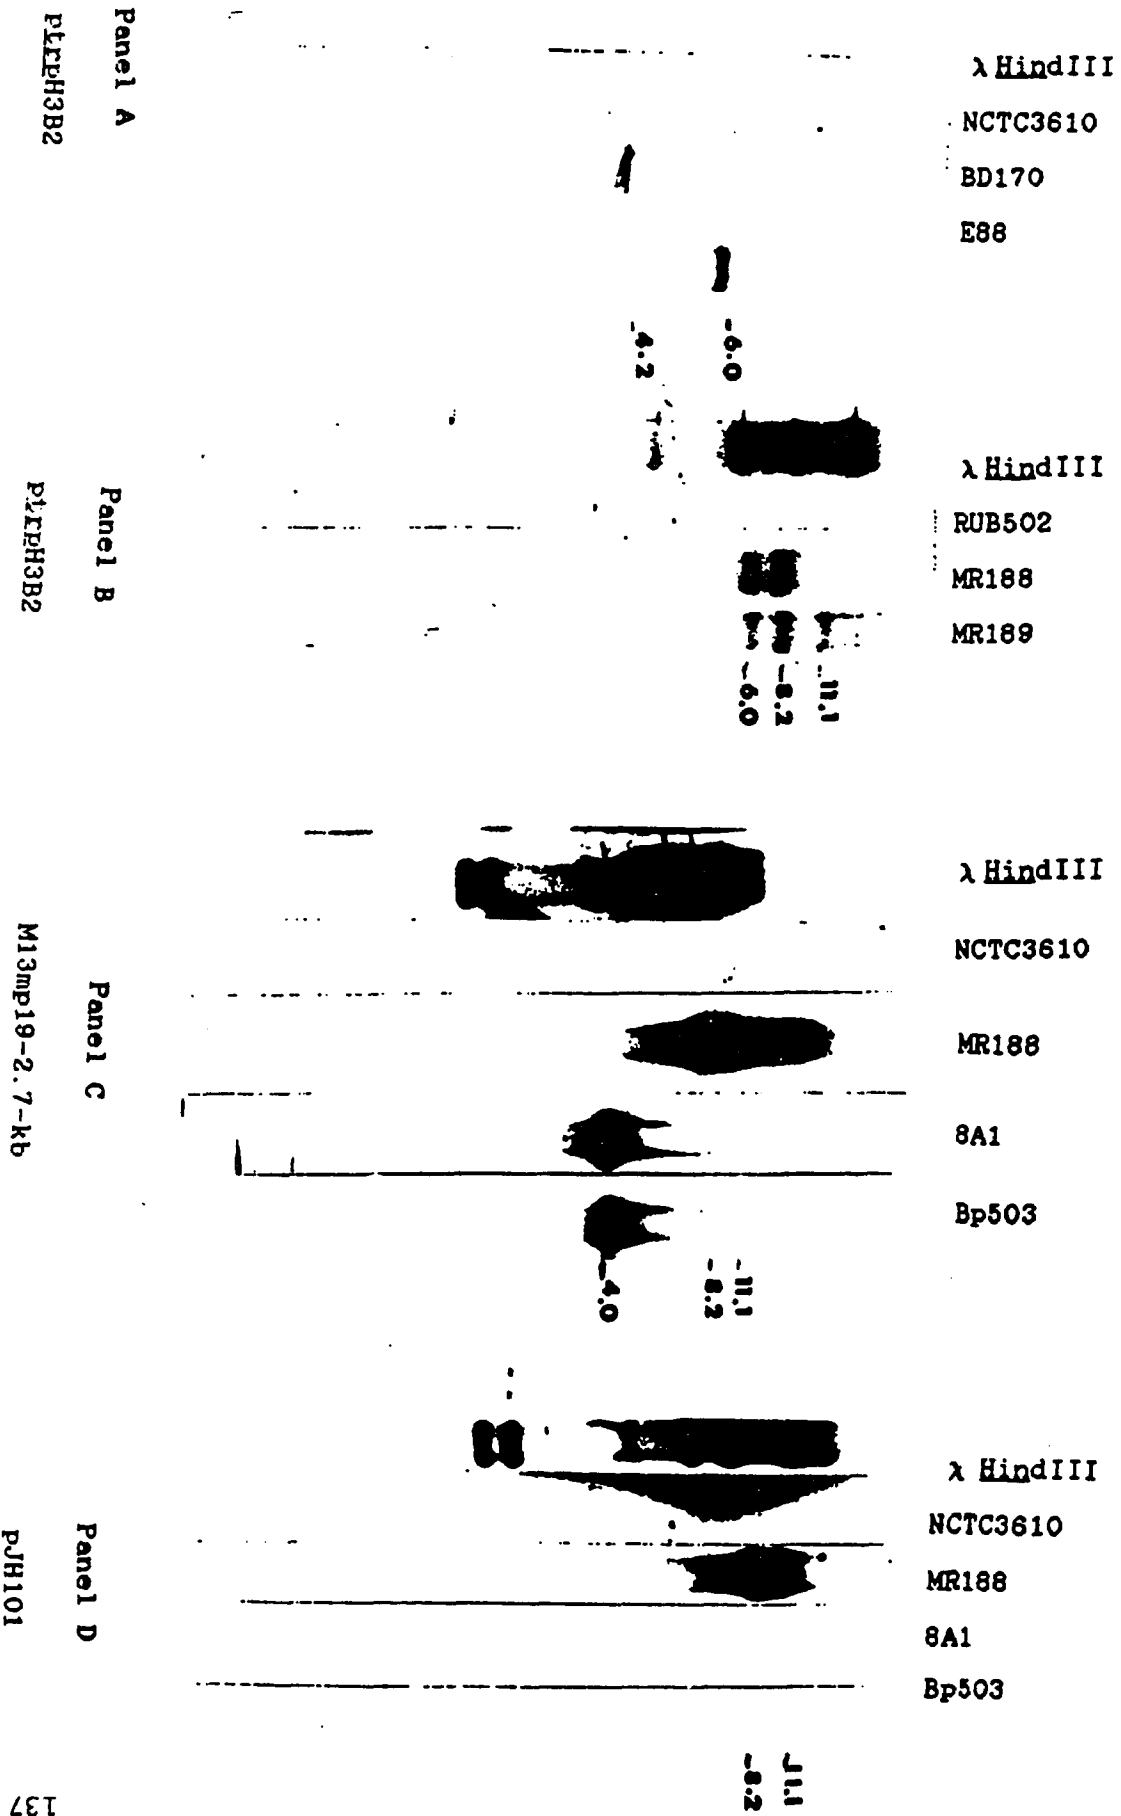 λ HindIII
NCTC3610
BD170
E88
-6.0
-4.2
Panel A
ptrpH3B2
λ HindIII
RUB502
MR188
MR189
-11.1
-8.2
-6.0
Panel B
ptrpH3B2
λ HindIII
NCTC3610
MR188
8A1
Bp503
-11.1
-8.2
-4.0
Panel C
M13mp19-2.7-kb
λ HindIII
NCTC3610
MR188
8A1
Bp503
-11.1
-8.2
Panel D
pJH101
137